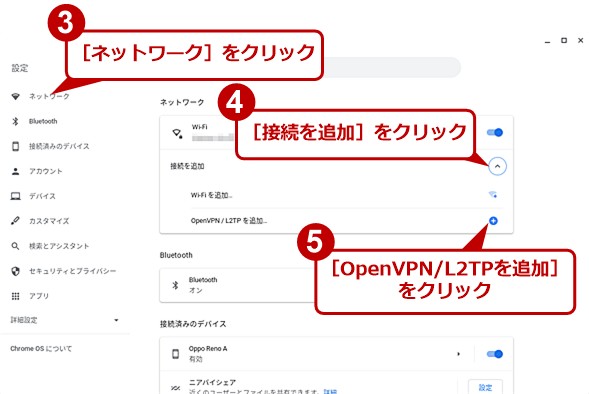 3
［ネットワーク］をクリック
設定
ネットワーク
Bluetooth
接続済みのデバイス
アカウント
デバイス
カスタマイズ
検索とアシスタント
セキュリティとプライバシー
アプリ
詳細設定
Chrome OS について
ネットワーク
4
［接続を追加］をクリック
Wi-Fi
接続を追加
Wi-Fi を追加...
OpenVPN / L2TP を追加...
5
［OpenVPN/L2TPを追加］
をクリック
Bluetooth
Bluetooth
オン
接続済みのデバイス
Oppo Reno A
有効
ニアバイシェア
近くのユーザーとファイルを共有できます。詳細
設定